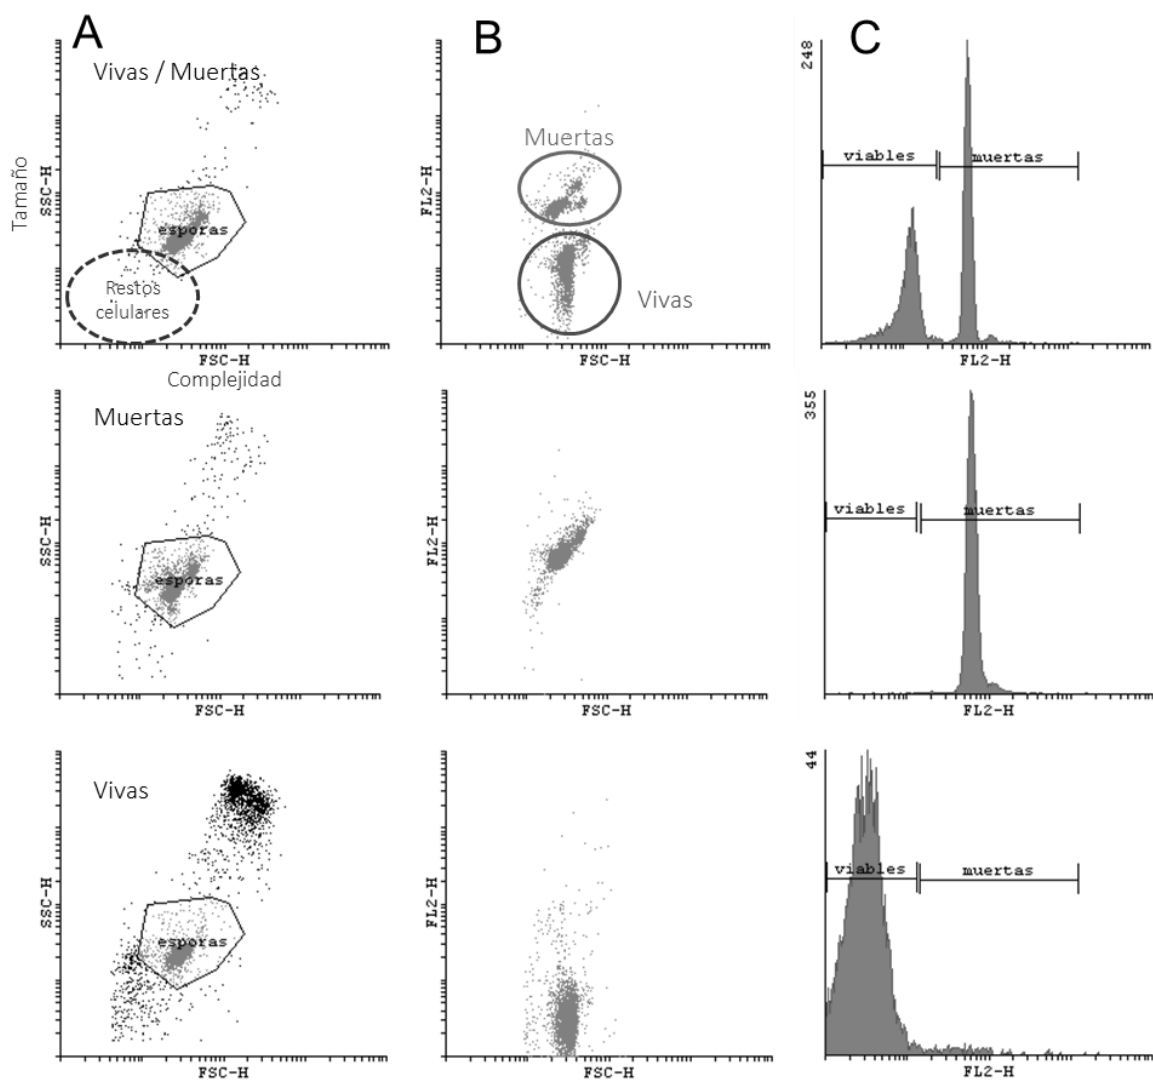 A
B
C
Vivas / Muertas
Tamaño
SSC-H
esporas
Restos
celulares
FSC-H
Complejidad
FL2-H
Muertas
Vivas
FSC-H
248
viables
muertas
FL2-H
Muertas
SSC-H
esporas
FSC-H
FL2-H
FSC-H
355
viables
muertas
FL2-H
Vivas
SSC-H
esporas
FSC-H
FL2-H
FSC-H
44
viables
muertas
FL2-H